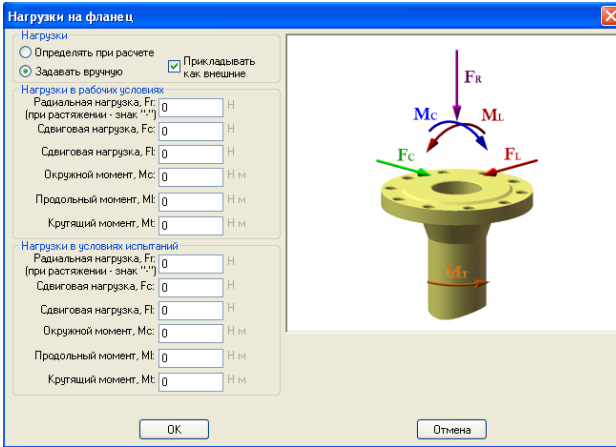 Нагрузки на фланец
Нагрузки
Определять при расчете
Задавать вручную
Прикладывать
как внешние
Нагрузки в рабочих условиях
Радиальная нагрузка, Fr:
(при растяжении - знак "-")
0 Н
Сдвиговая нагрузка, Fc: 0 Н
Сдвиговая нагрузка, Fl: 0 Н
Окружной момент, Mc: 0 Н м
Продольный момент, Ml: 0 Н м
Крутящий момент, Mt: 0 Н м
Нагрузки в условиях испытаний
Радиальная нагрузка, Fr:
(при растяжении - знак "-")
0 Н
Сдвиговая нагрузка, Fc: 0 Н
Сдвиговая нагрузка, Fl: 0 Н
Окружной момент, Mc: 0 Н м
Продольный момент, Ml: 0 Н м
Крутящий момент, Mt: 0 Н м
FR
MC ML
FC FL
MT
OK Отмена